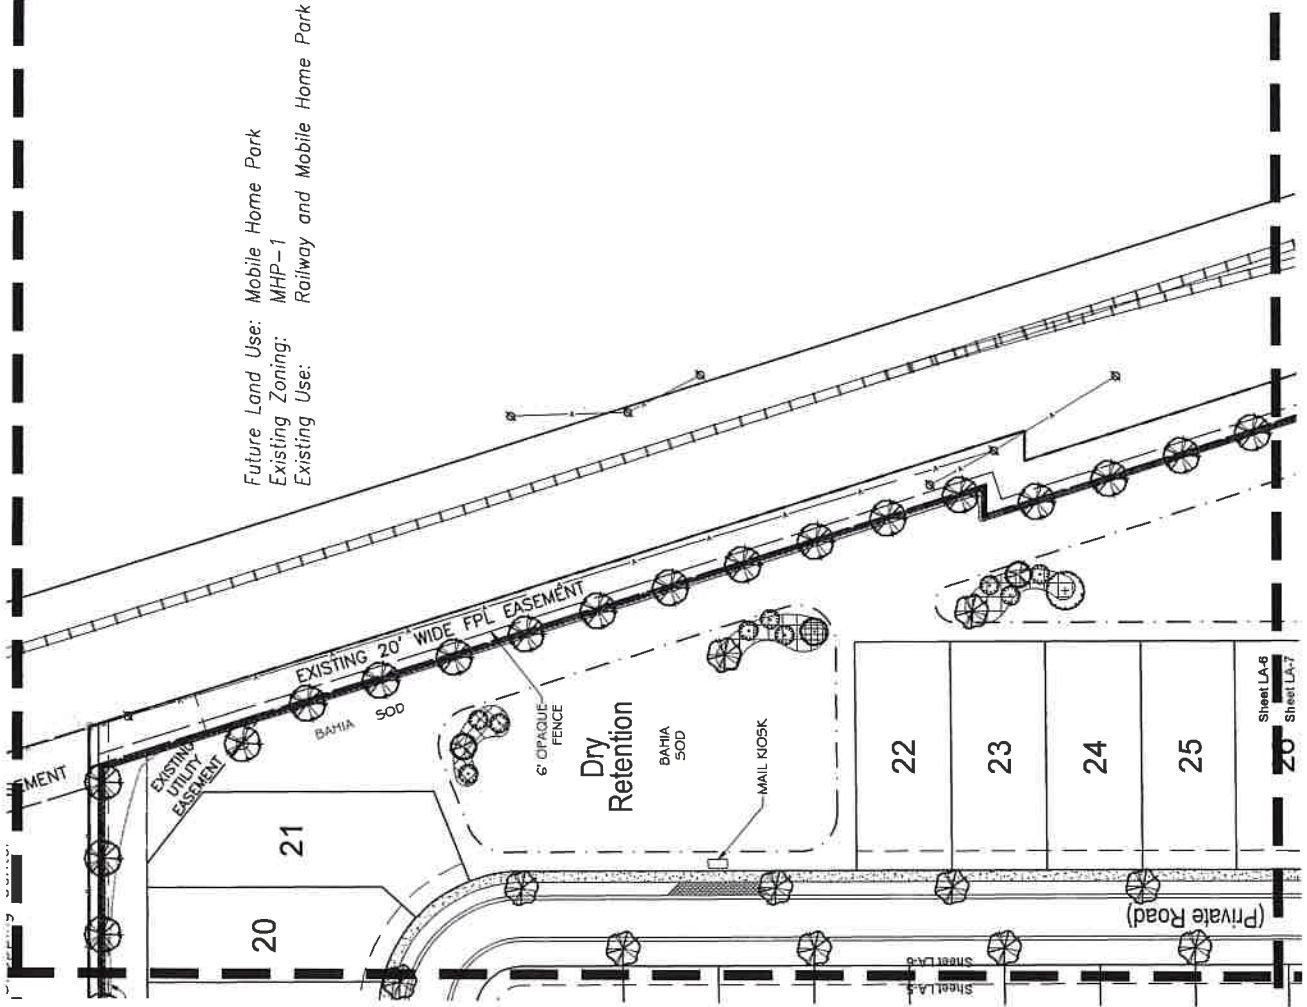 Future Land Use: Mobile Home Park
Existing Zoning: MHP-1
Existing Use: Railway and Mobile Home Park
EXISTING 20' WIDE FPL EASEMENT
BAHIA SOD
EXISTING
UTILITY
EASEMENT
6' OPAQUE
FENCE
Dry
Retention
BAHIA
SOD
MAIL KIOSK
21
20
22
23
24
25
Sheet LA-6
Sheet LA-7
(Private Road)
Sheet LA-6
Sheet LA-5